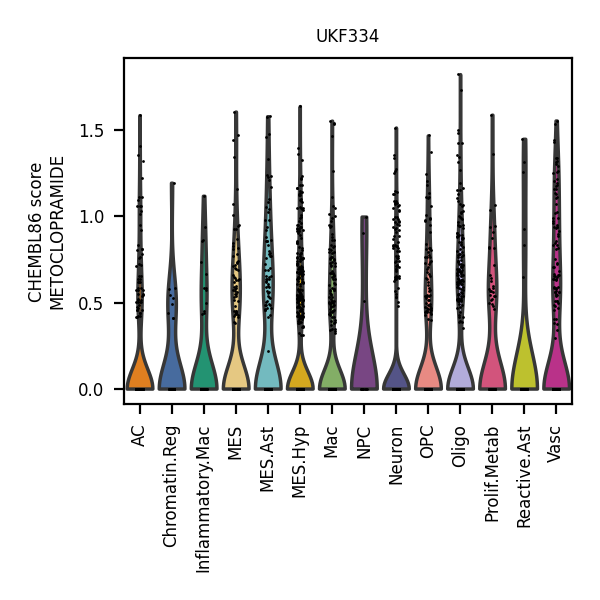 UKF334
CHEMBL86 score
METOCLOPRAMIDE
1.5
1.0
0.5
0.0
AC
Chromatin.Reg
Inflammatory.Mac
MES
MES.Ast
MES.Hyp
Mac
NPC
Neuron
OPC
Oligo
Prolif.Metab
Reactive.Ast
Vasc